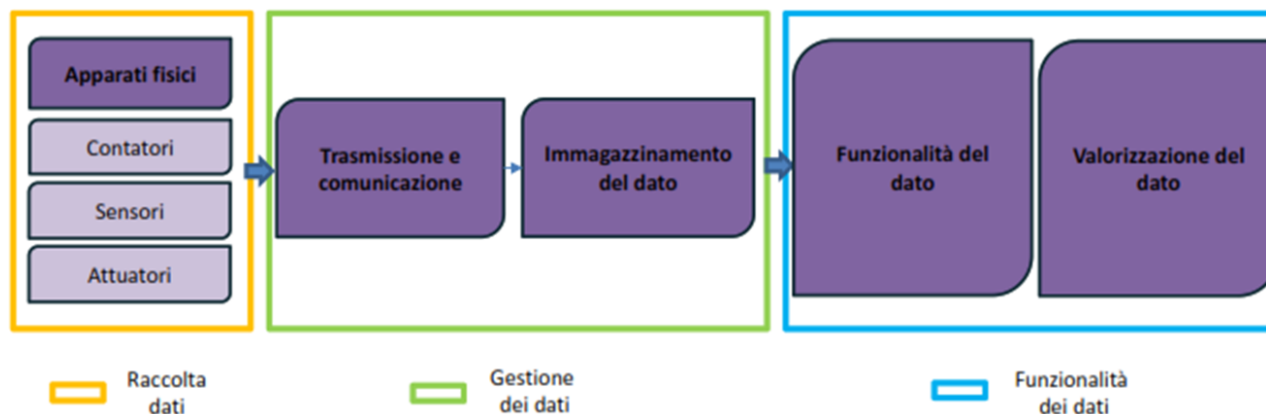 Apparati fisici
Contatori
Sensori
Attuatori
Trasmissione e
comunicazione
Immagazzinamento
del dato
Funzionalità del
dato
Valorizzazione del
dato
Raccolta
dati
Gestione
dei dati
Funzionalità
dei dati